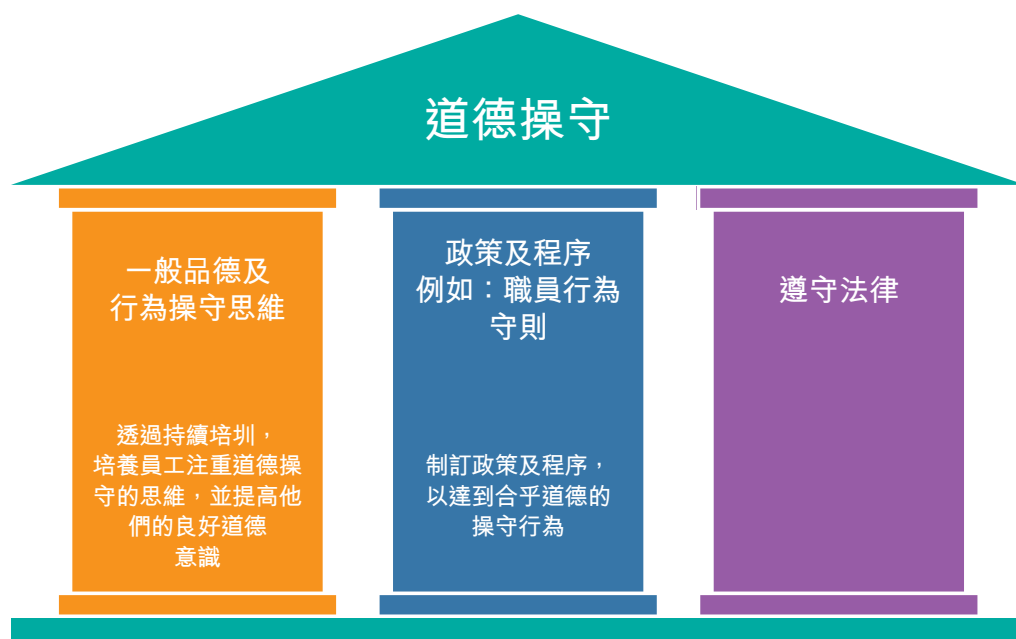 道德操守
一般品德及
行為操守思維
透過持續培圳，
培養員工注重道德操
守的思維，並提高他
們的良好道德
意識
政策及程序
例如：職員行為
守則
制訂政策及程序，
以達到合乎道德的
操守行為
遵守法律